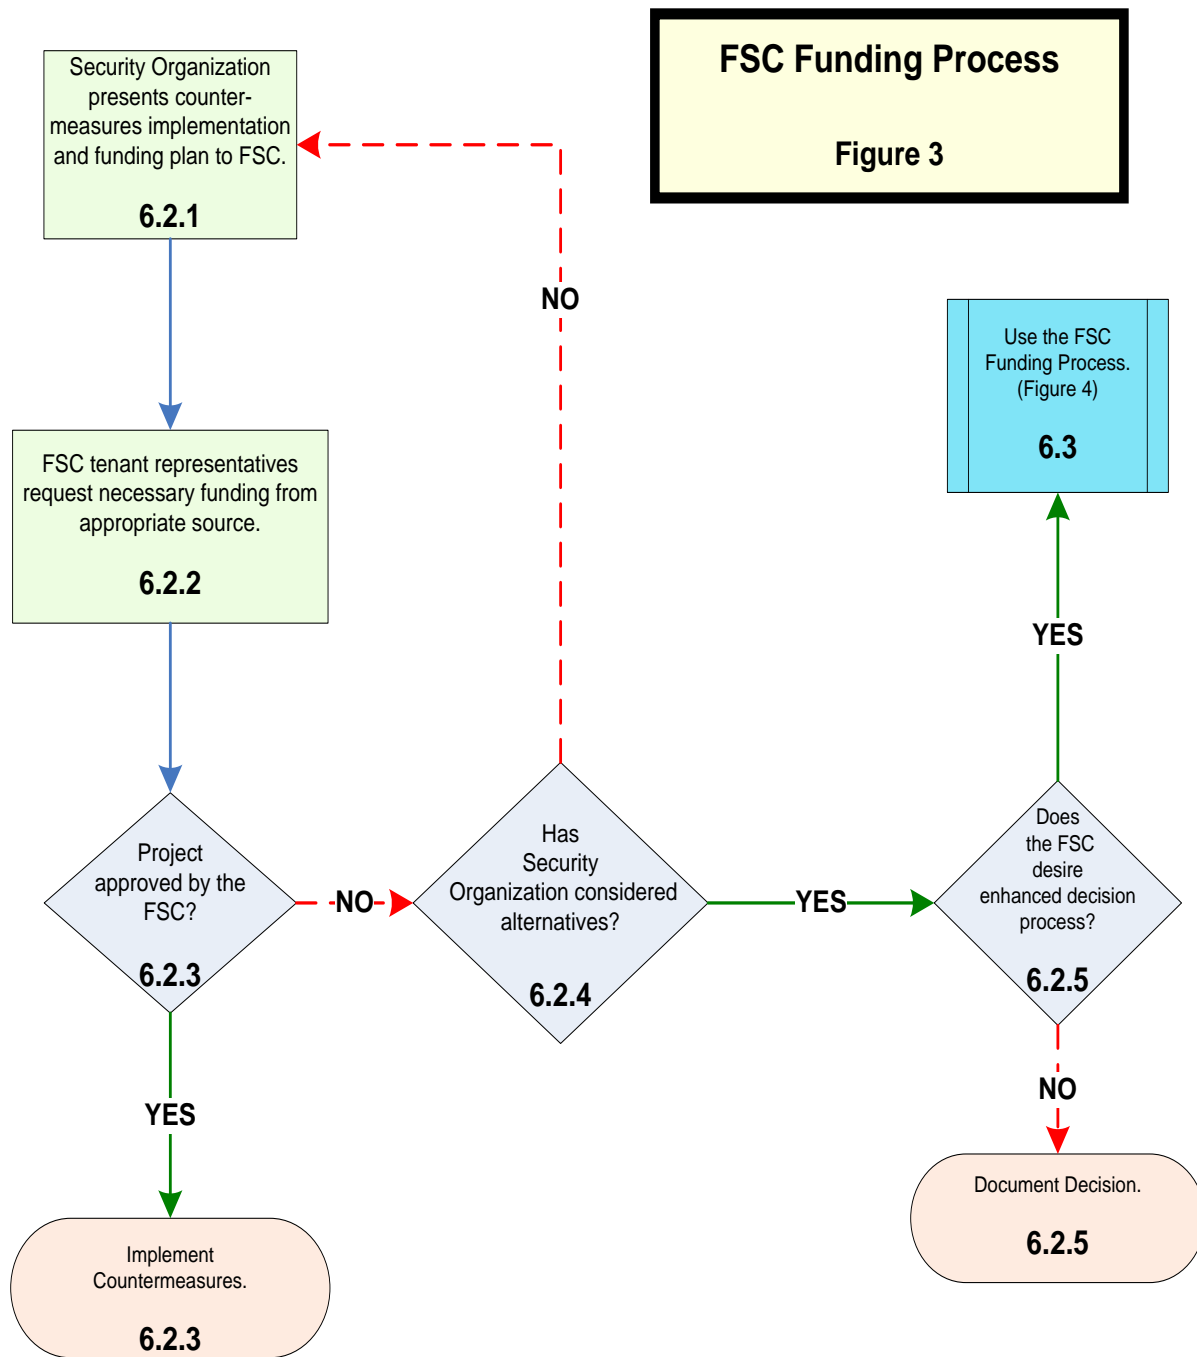 FSC Funding Process
Figure 3
Security Organization
presents counter-
measures implementation
and funding plan to FSC.
6.2.1
NO
Use the FSC
Funding Process.
(Figure 4)
6.3
FSC tenant representatives
request necessary funding from
appropriate source.
6.2.2
YES
Project
approved by the
FSC?
6.2.3
NO
Has
Security
Organization considered
alternatives?
6.2.4
YES
Does
the FSC
desire
enhanced decision
process?
6.2.5
YES
NO
Implement
Countermeasures.
6.2.3
Document Decision.
6.2.5